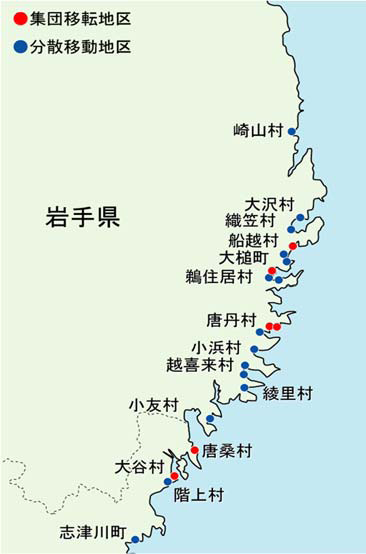 集団移転地区
分散移動地区
崎山村
大沢村
織笠村
岩手県
船越村
大槌町
鵜住居村
唐丹村
小浜村
越喜来村
綾里村
小友村
唐桑村
大谷村
階上村
志津川町